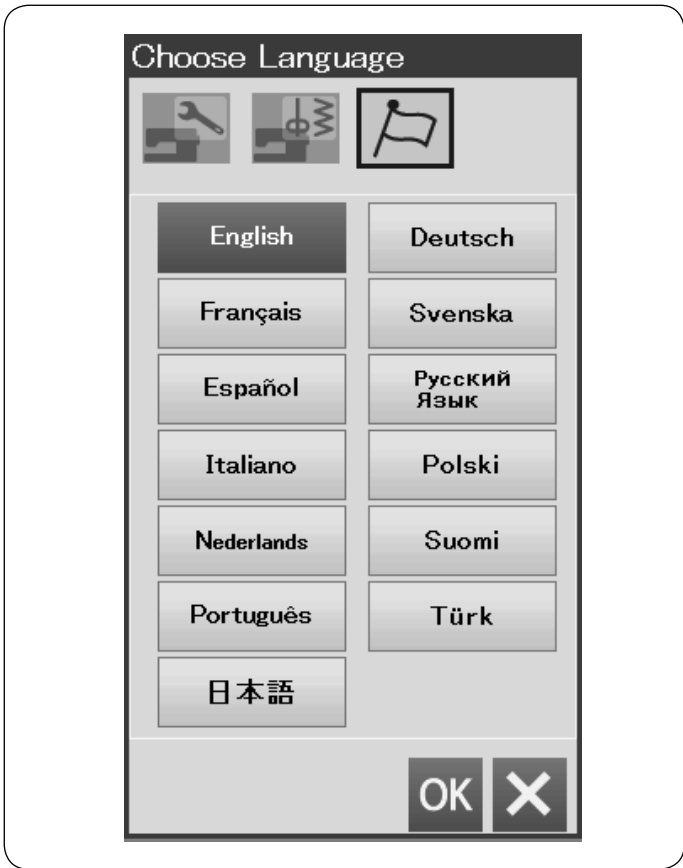 Choose Language
English
Deutsch
Français
Svenska
Español
Русский
Язык
Italiano
Polski
Nederlands
Suomi
Português
Türk
日本語
OK